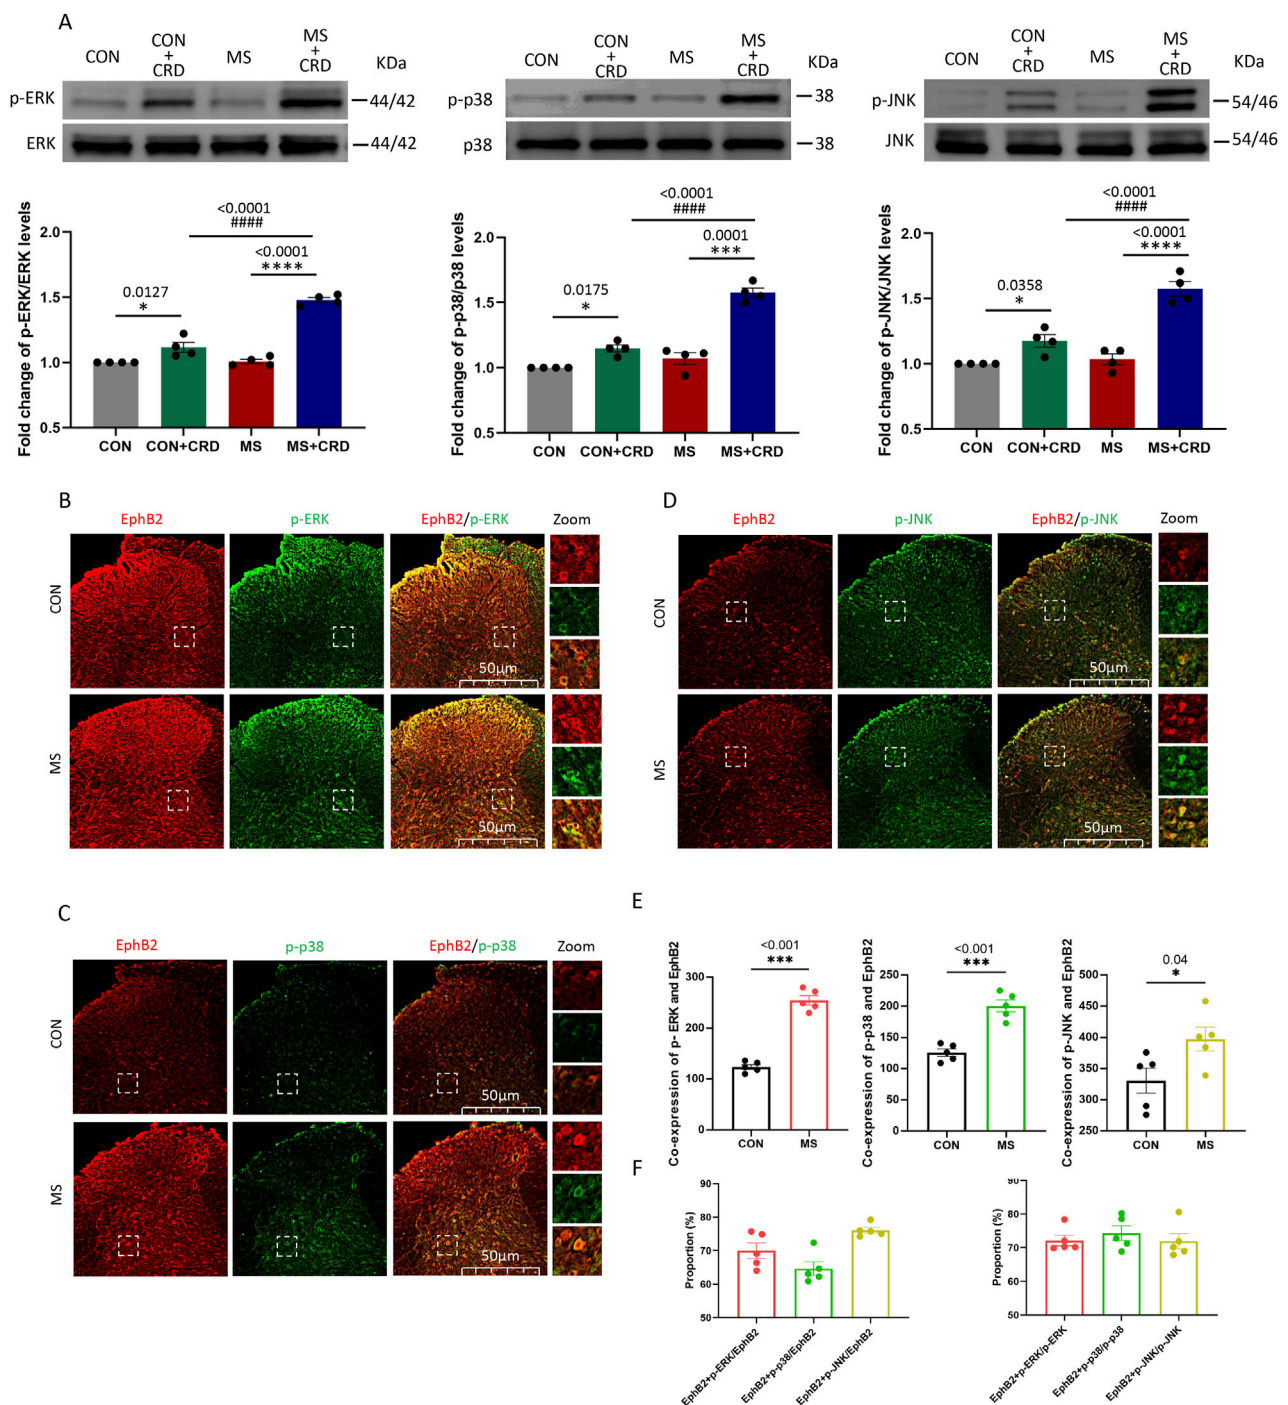 A
CON
CON
+
CRD
MS
MS
+
CRD
KDa
p-ERK
44/42
ERK
44/42
CON
CON
+
CRD
MS
MS
+
CRD
KDa
p-p38
38
p38
38
CON
CON
+
CRD
MS
MS
+
CRD
KDa
p-JNK
54/46
JNK
54/46
Fold change of p-ERK/ERK levels
2.0
1.5
1.0
0.5
<0.0001
####
<0.0001
****
0.0127
*
CON CON+CRD MS MS+CRD
Fold change of p-p38/p38 levels
2.0
1.5
1.0
0.5
<0.0001
####
0.0001
***
0.0175
*
CON CON+CRD MS MS+CRD
Fold change of p-JNK/JNK levels
2.0
1.5
1.0
0.5
<0.0001
####
<0.0001
****
0.0358
*
CON CON+CRD MS MS+CRD
B
EphB2 p-ERK EphB2/p-ERK Zoom
CON
50μm
MS
50μm
D
EphB2 p-JNK EphB2/p-JNK Zoom
CON
50μm
MS
50μm
C
EphB2 p-p38 EphB2/p-p38 Zoom
CON
50μm
MS
50μm
E
Co-expression of p- ERK and EphB2
300
200
100
0
<0.001
***
CON MS
Co-expression of p-p38 and EphB2
250
200
150
100
50
0
<0.001
***
CON MS
Co-expression of p-JNK and EphB2
500
450
400
350
300
250
0.04
*
CON MS
F
Proportion (%)
90
80
70
60
50
EphB2+p-ERK/EphB2
EphB2+p-p38/EphB2
EphB2+p-JNK/EphB2
Proportion (%)
90
80
70
60
50
EphB2+p-ERK/p-ERK
EphB2+p-p38/p-p38
EphB2+p-JNK/p-JNK